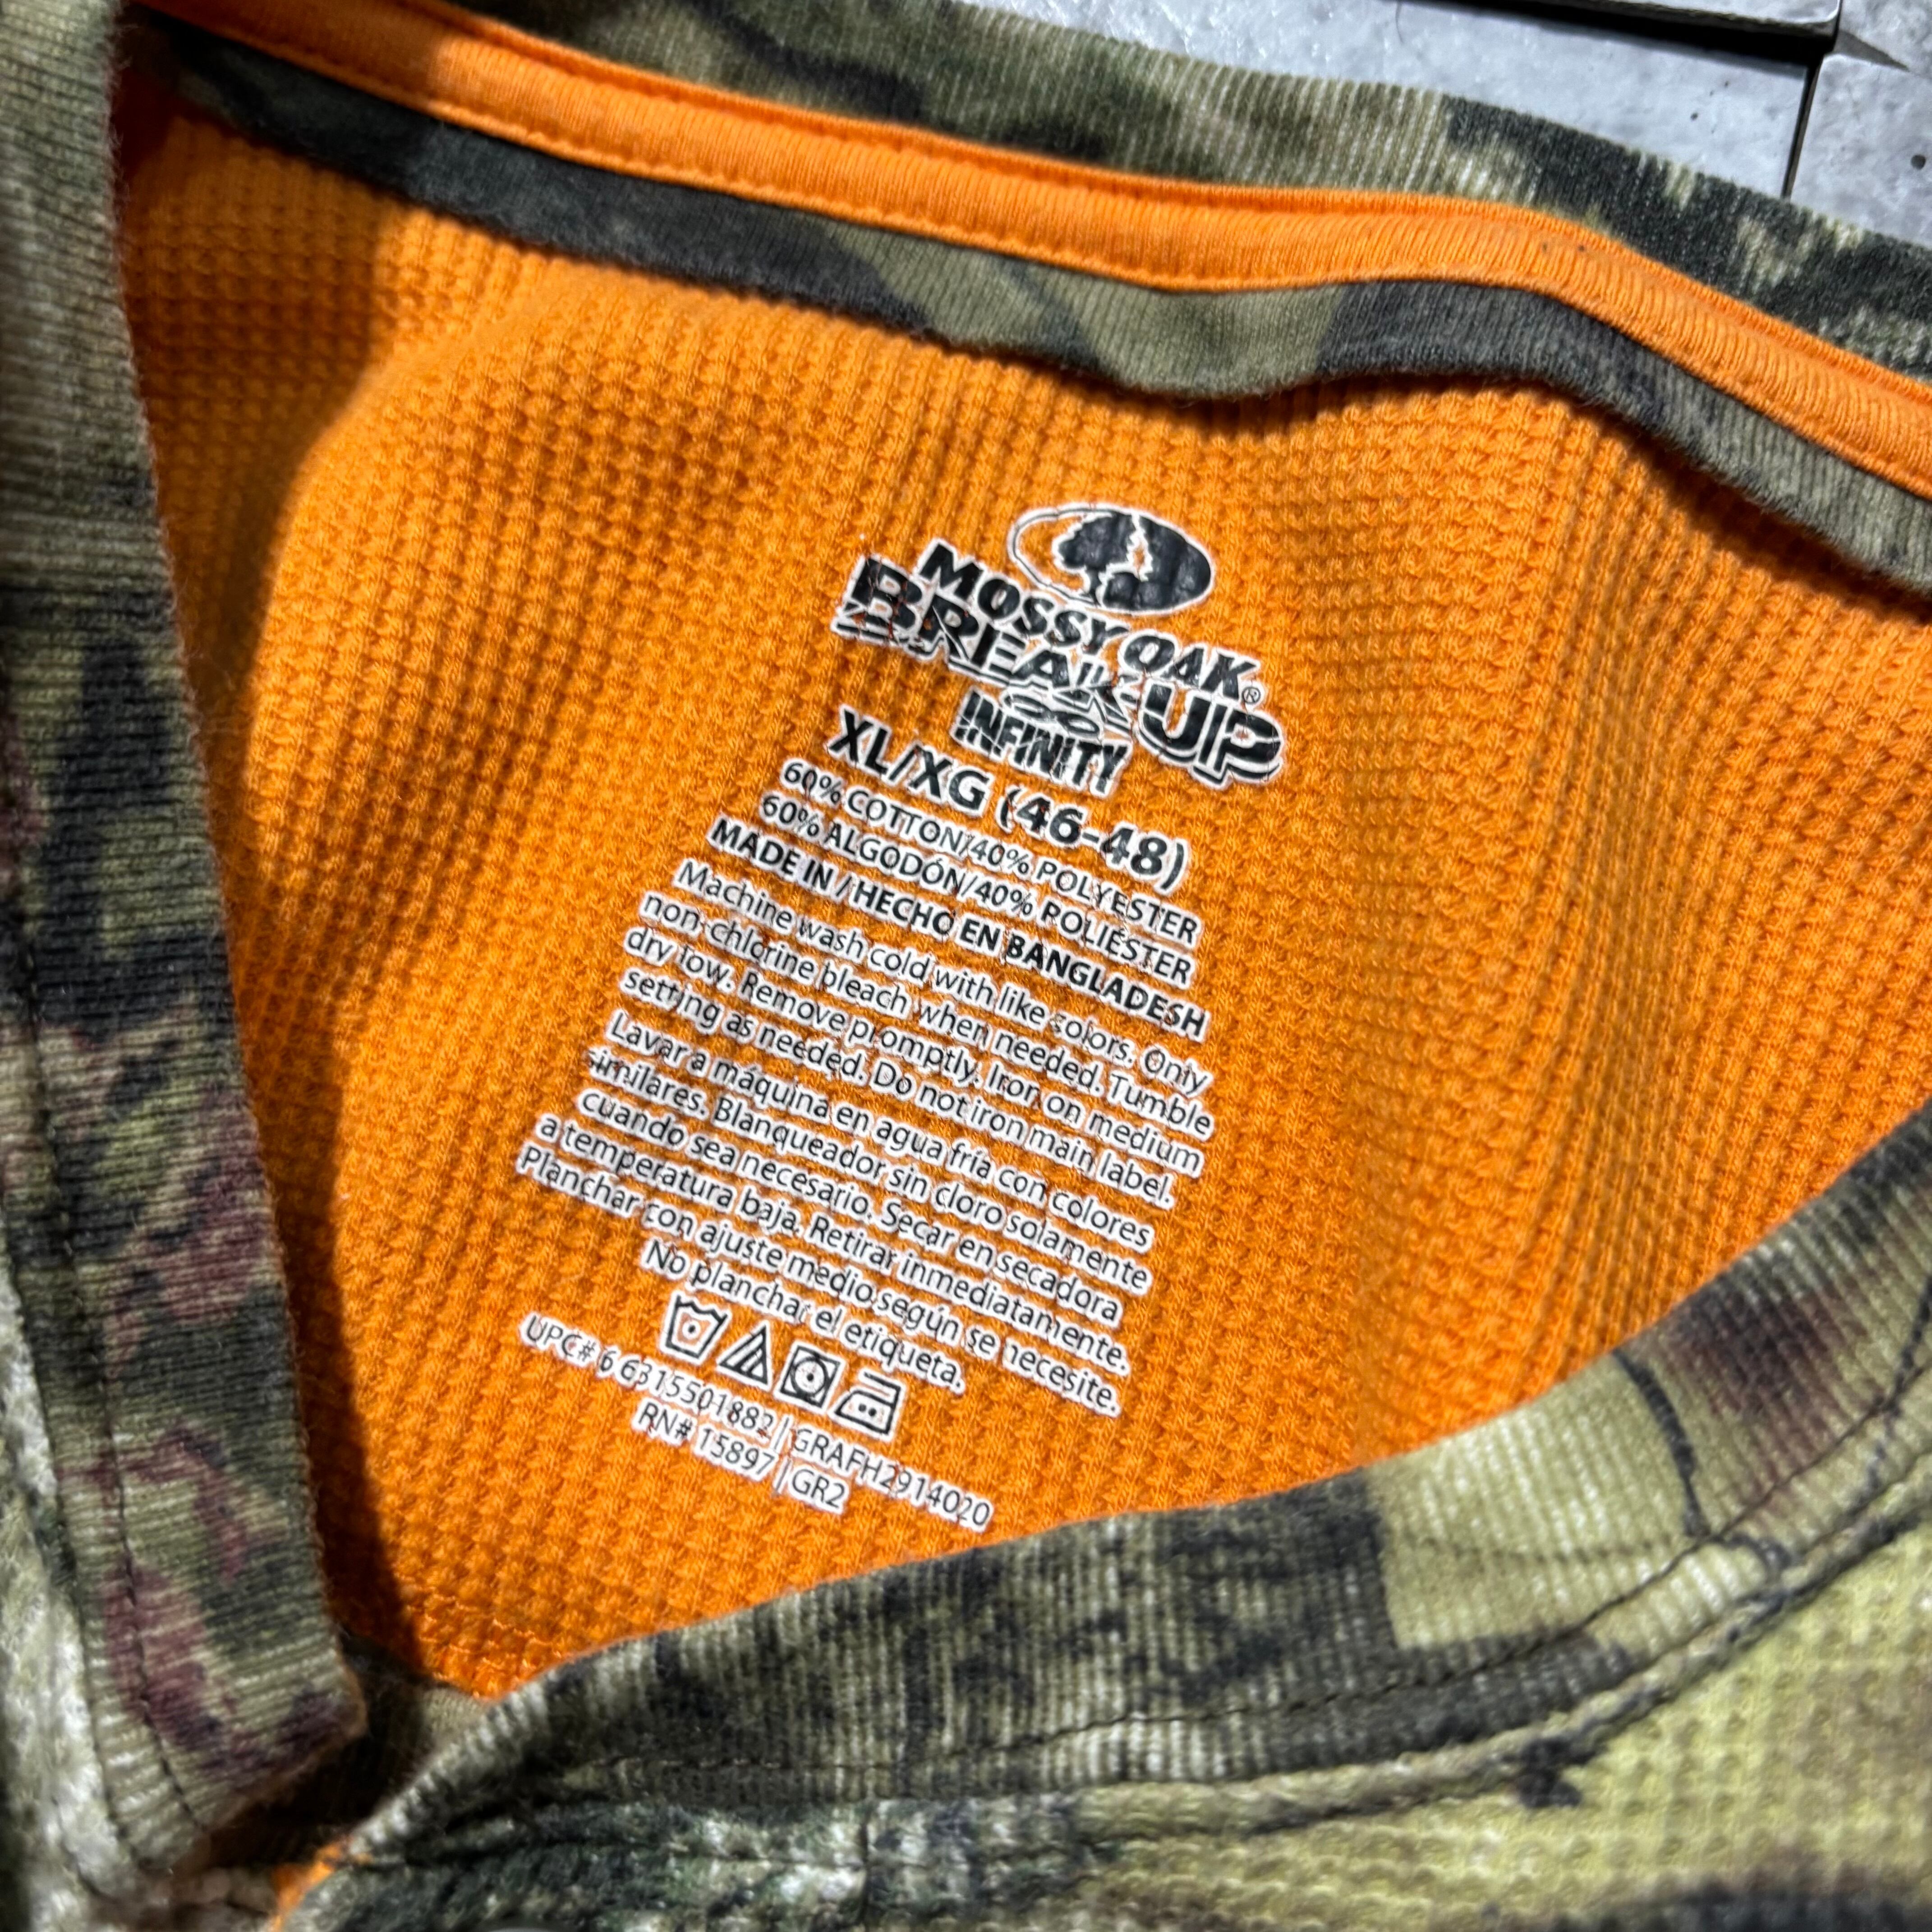 MOSSY OAK®
BREAK-UP
INFINITY
XL/XG (46-48)
60% COTTON/40% POLYESTER
60% ALGODÓN/40% POLIÉSTER
MADE IN / HECHO EN BANGLADESH
Machine wash cold with like colors. Only
non-chlorine bleach when needed. Tumble
dry low. Remove promptly. Iron on medium
setting as needed. Do not iron main label.
Lavar a máquina en agua fría con colores
similares. Blanqueador sin cloro solamente
cuando sea necesario. Secar en secadora
a temperatura baja. Retirar inmediatamente.
Planchar con ajuste medio según se necesite.
No planchar el etiqueta.
UPC# 6 6315501882 | GRAFH2914020
RN# 15897 | GR2